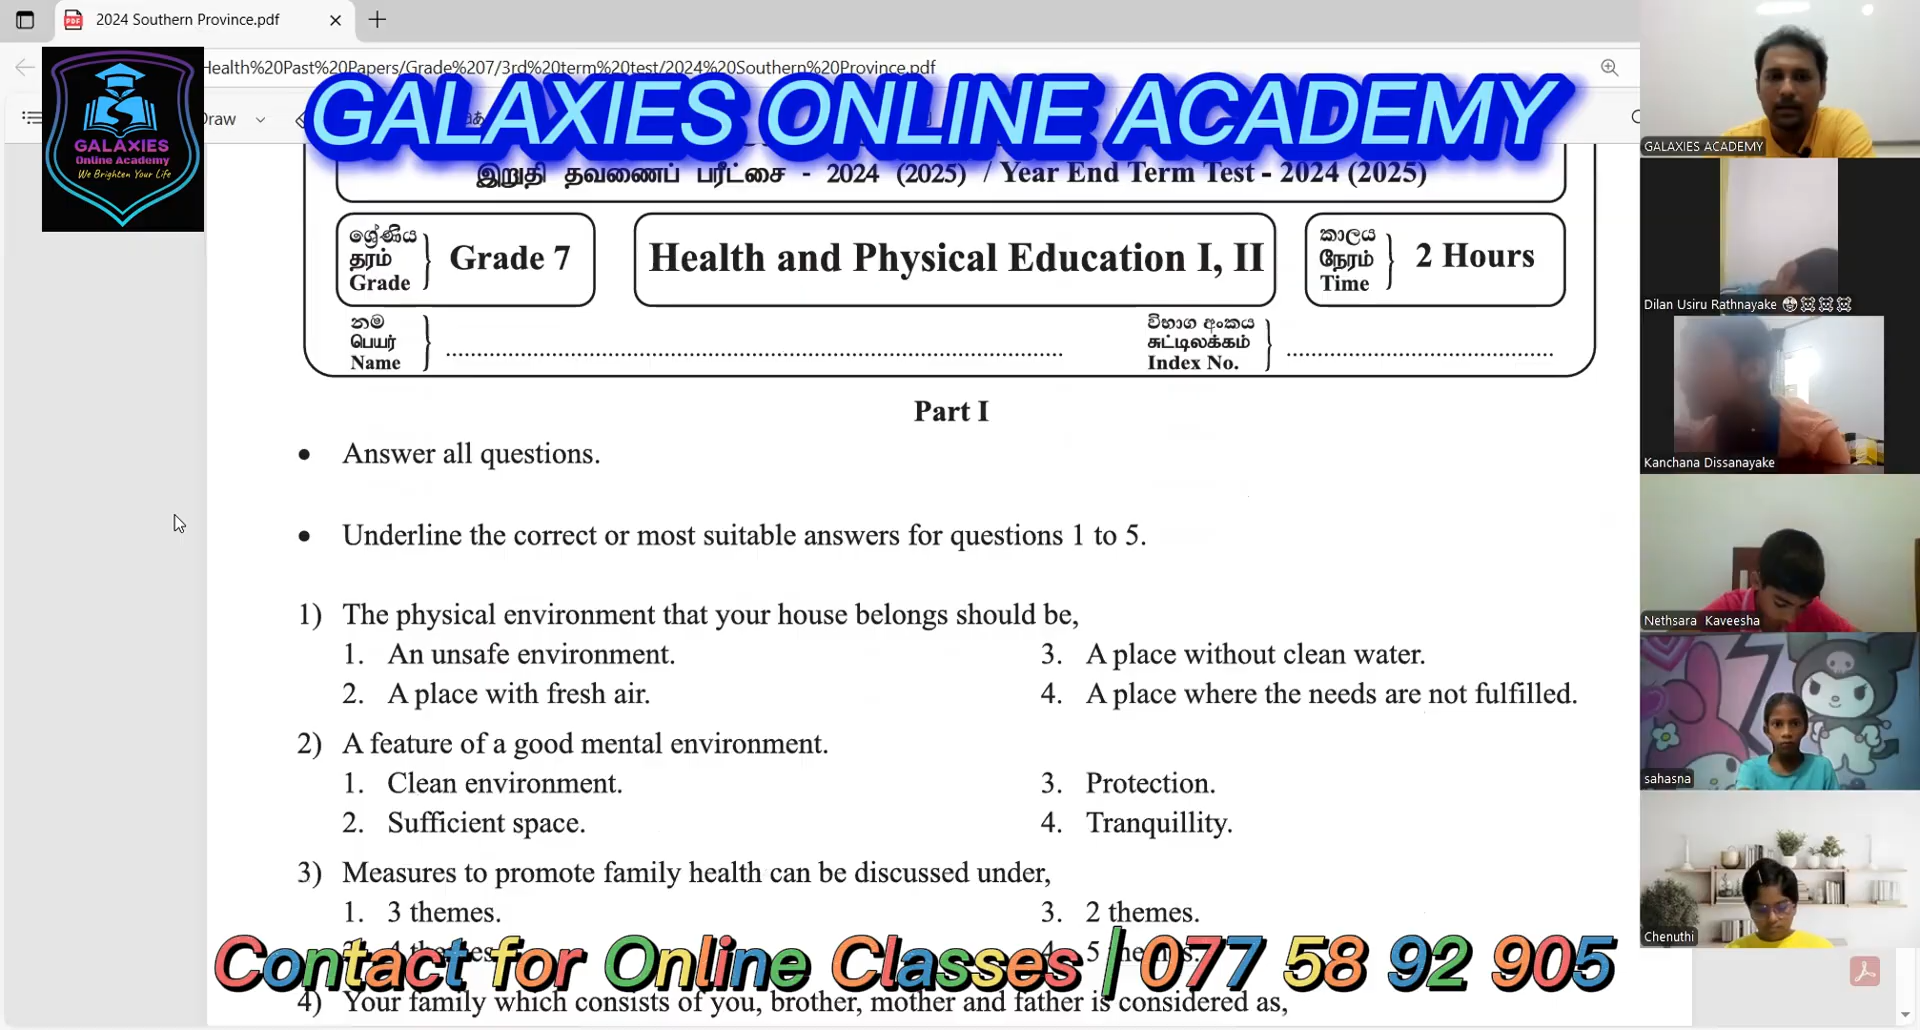 2024 Southern Province.pdf
Health%20Past%20Papers/Grade%207/3rd%20term%20test/2024%20Southern%20Province.pdf
Draw
GALAXIES ONLINE ACADEMY
GALAXIES
Online Academy
We Brighten Your Life
இறுதி தவணைப் பரீட்சை - 2024 (2025) / Year End Term Test - 2024 (2025)
ශ්‍රේණිය
தரம்
Grade
Grade 7
Health and Physical Education I, II
කාලය
நேரம்
Time
2 Hours
නම
பெயர்
Name
විභාග අංකය
சுட்டிலக்கம்
Index No.
Part I
• Answer all questions.
• Underline the correct or most suitable answers for questions 1 to 5.
1) The physical environment that your house belongs should be,
1. An unsafe environment.
3. A place without clean water.
2. A place with fresh air.
4. A place where the needs are not fulfilled.
2) A feature of a good mental environment.
1. Clean environment.
3. Protection.
2. Sufficient space.
4. Tranquillity.
3) Measures to promote family health can be discussed under,
1. 3 themes.
3. 2 themes.
2. 4 themes.
4. 5 themes.
Contact for Online Classes | 077 58 92 905
4) Your family which consists of you, brother, mother and father is considered as,
GALAXIES ACADEMY
Dilan Usiru Rathnayake
Kanchana Dissanayake
Nethsara Kaveesha
sahasna
Chenuthi